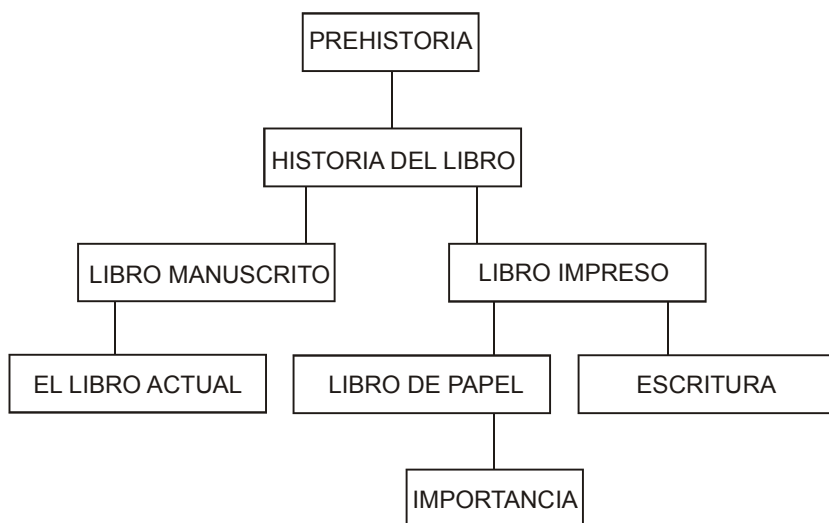 PREHISTORIA
HISTORIA DEL LIBRO
LIBRO MANUSCRITO
LIBRO IMPRESO
EL LIBRO ACTUAL
LIBRO DE PAPEL
ESCRITURA
IMPORTANCIA